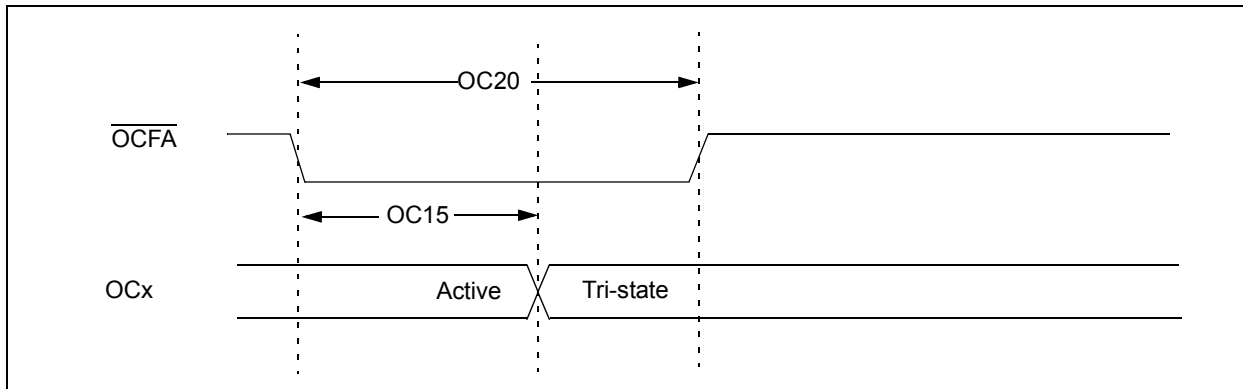 OC20
OCFA
OC15
OCx
Active
Tri-state